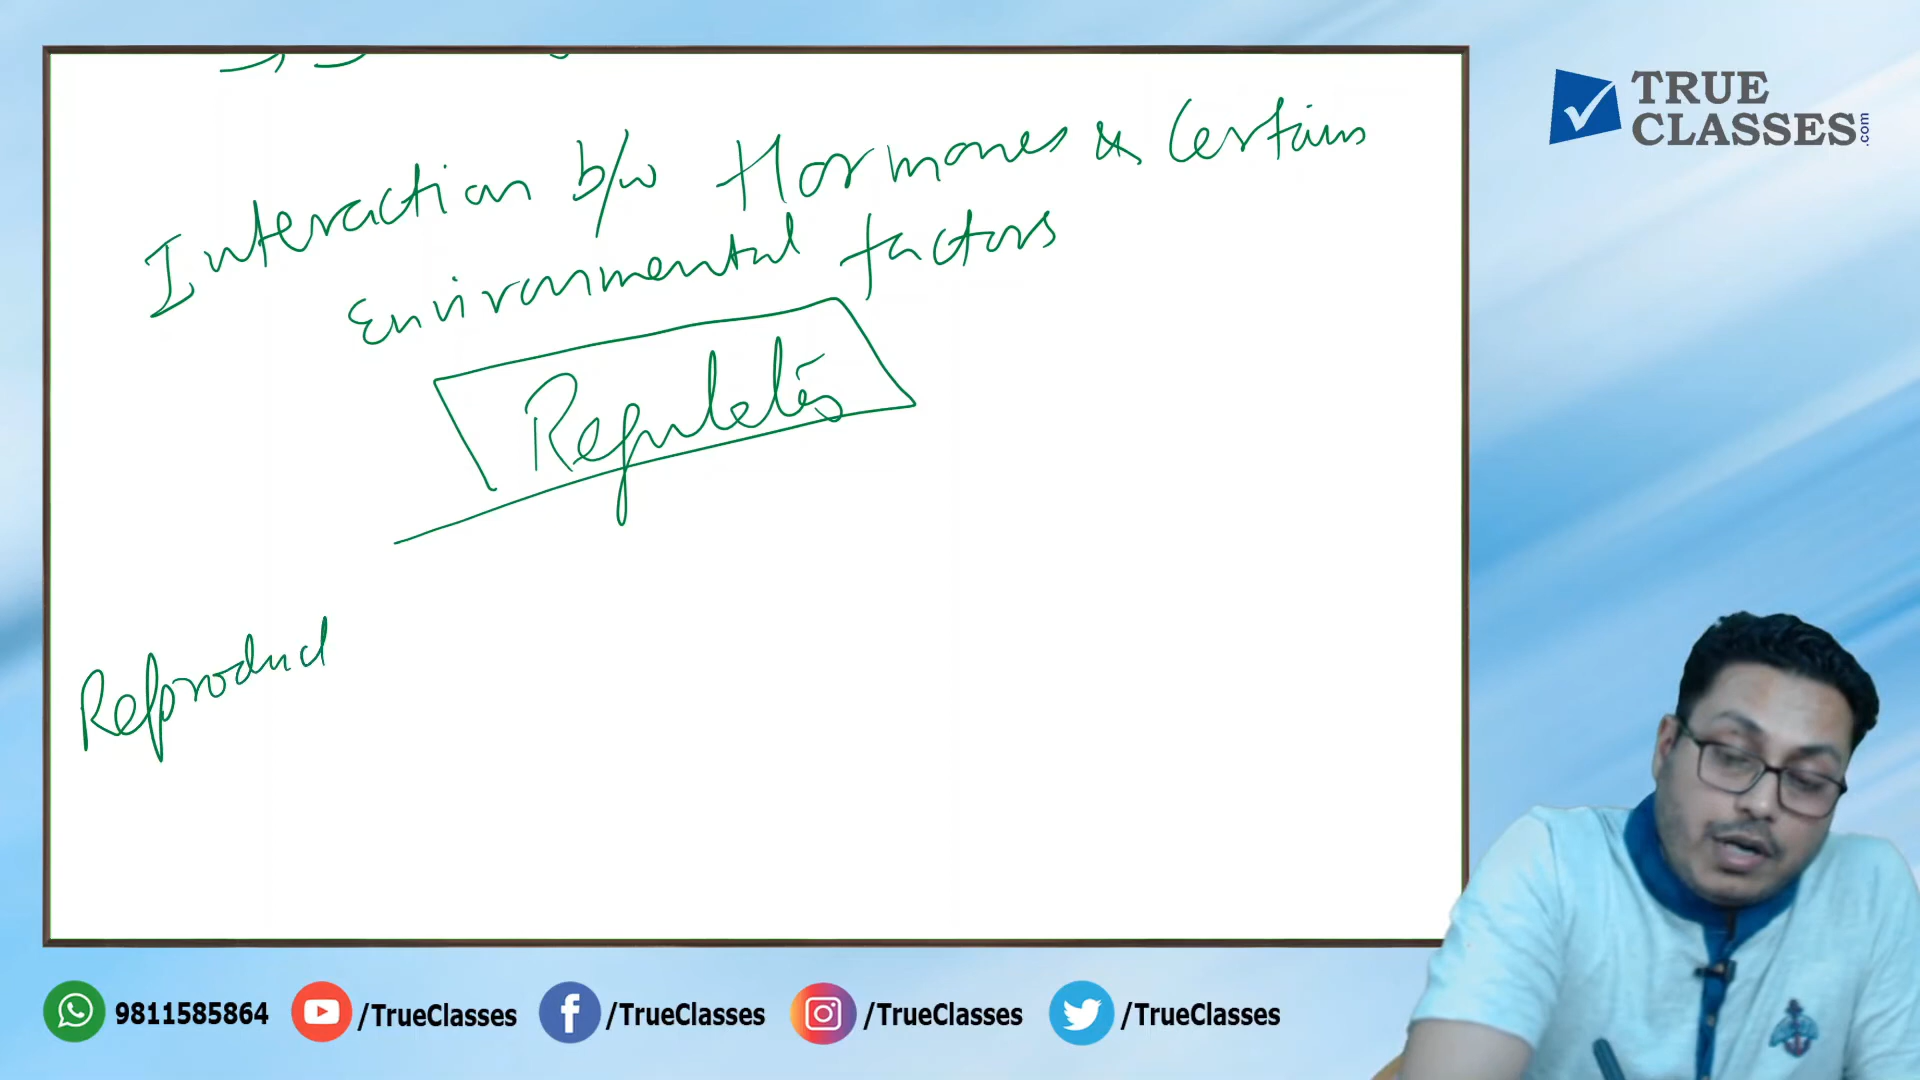 Interaction b/w Hormones & Certain
Environmental factors
Regulates
Reproduct
TRUE
CLASSES.com
9811585864
/TrueClasses
/TrueClasses
/TrueClasses
/TrueClasses